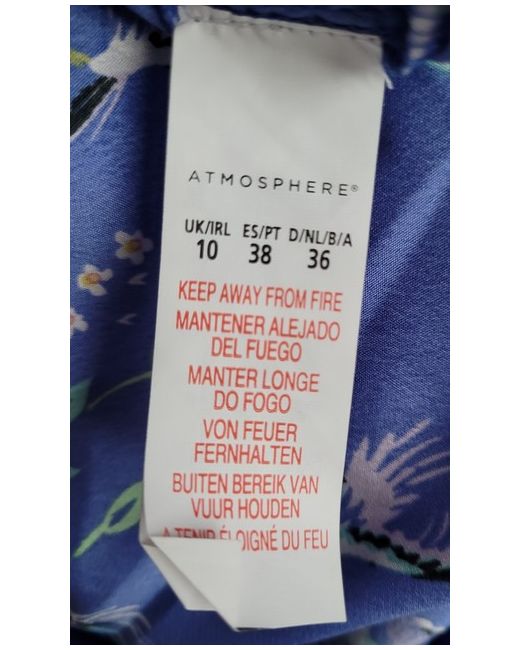 ATMOSPHERE®
UK/IRL ES/PT D/NL/B/A
10 38 36
KEEP AWAY FROM FIRE
MANTENER ALEJADO
DEL FUEGO
MANTER LONGE
DO FOGO
VON FEUER
FERNHALTEN
BUITEN BEREIK VAN
VUUR HOUDEN
A TENIR ÉLOIGNÉ DU FEU